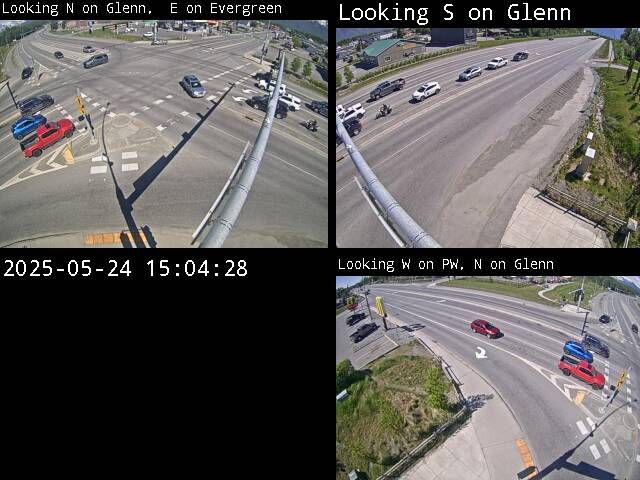 Looking N on Glenn,  E on Evergreen
Looking S on Glenn
2025-05-24 15:04:28
Looking W on PW, N on Glenn